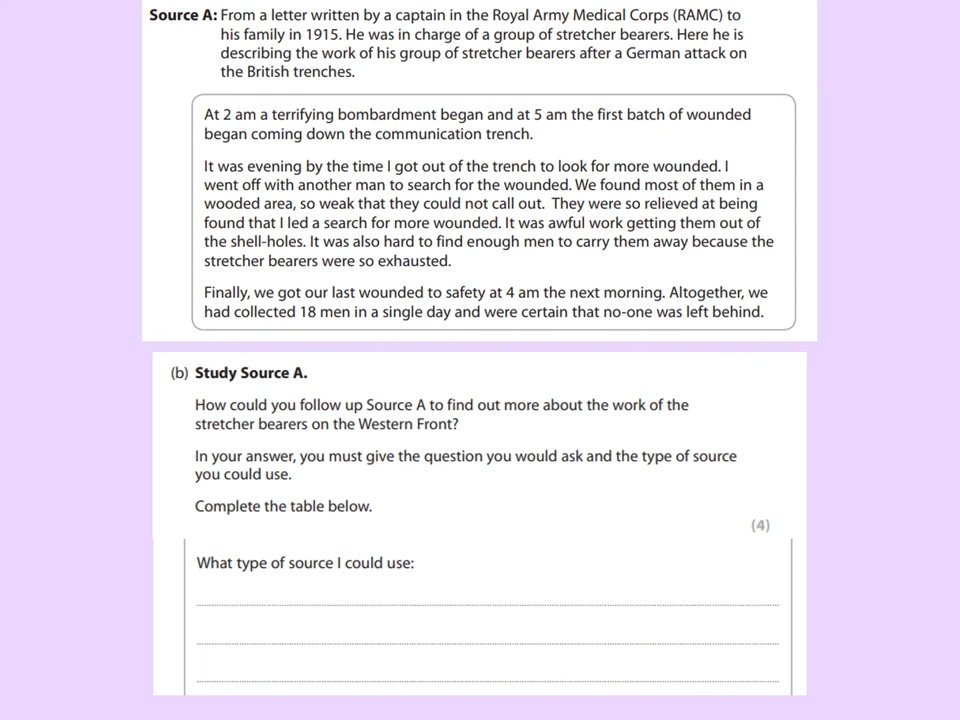 Source A: From a letter written by a captain in the Royal Army Medical Corps (RAMC) to
his family in 1915. He was in charge of a group of stretcher bearers. Here he is
describing the work of his group of stretcher bearers after a German attack on
the British trenches.
At 2 am a terrifying bombardment began and at 5 am the first batch of wounded
began coming down the communication trench.
It was evening by the time I got out of the trench to look for more wounded. I
went off with another man to search for the wounded. We found most of them in a
wooded area, so weak that they could not call out. They were so relieved at being
found that I led a search for more wounded. It was awful work getting them out of
the shell-holes. It was also hard to find enough men to carry them away because the
stretcher bearers were so exhausted.
Finally, we got our last wounded to safety at 4 am the next morning. Altogether, we
had collected 18 men in a single day and were certain that no-one was left behind.
(b) Study Source A.
How could you follow up Source A to find out more about the work of the
stretcher bearers on the Western Front?
In your answer, you must give the question you would ask and the type of source
you could use.
Complete the table below.
(4)
What type of source I could use: